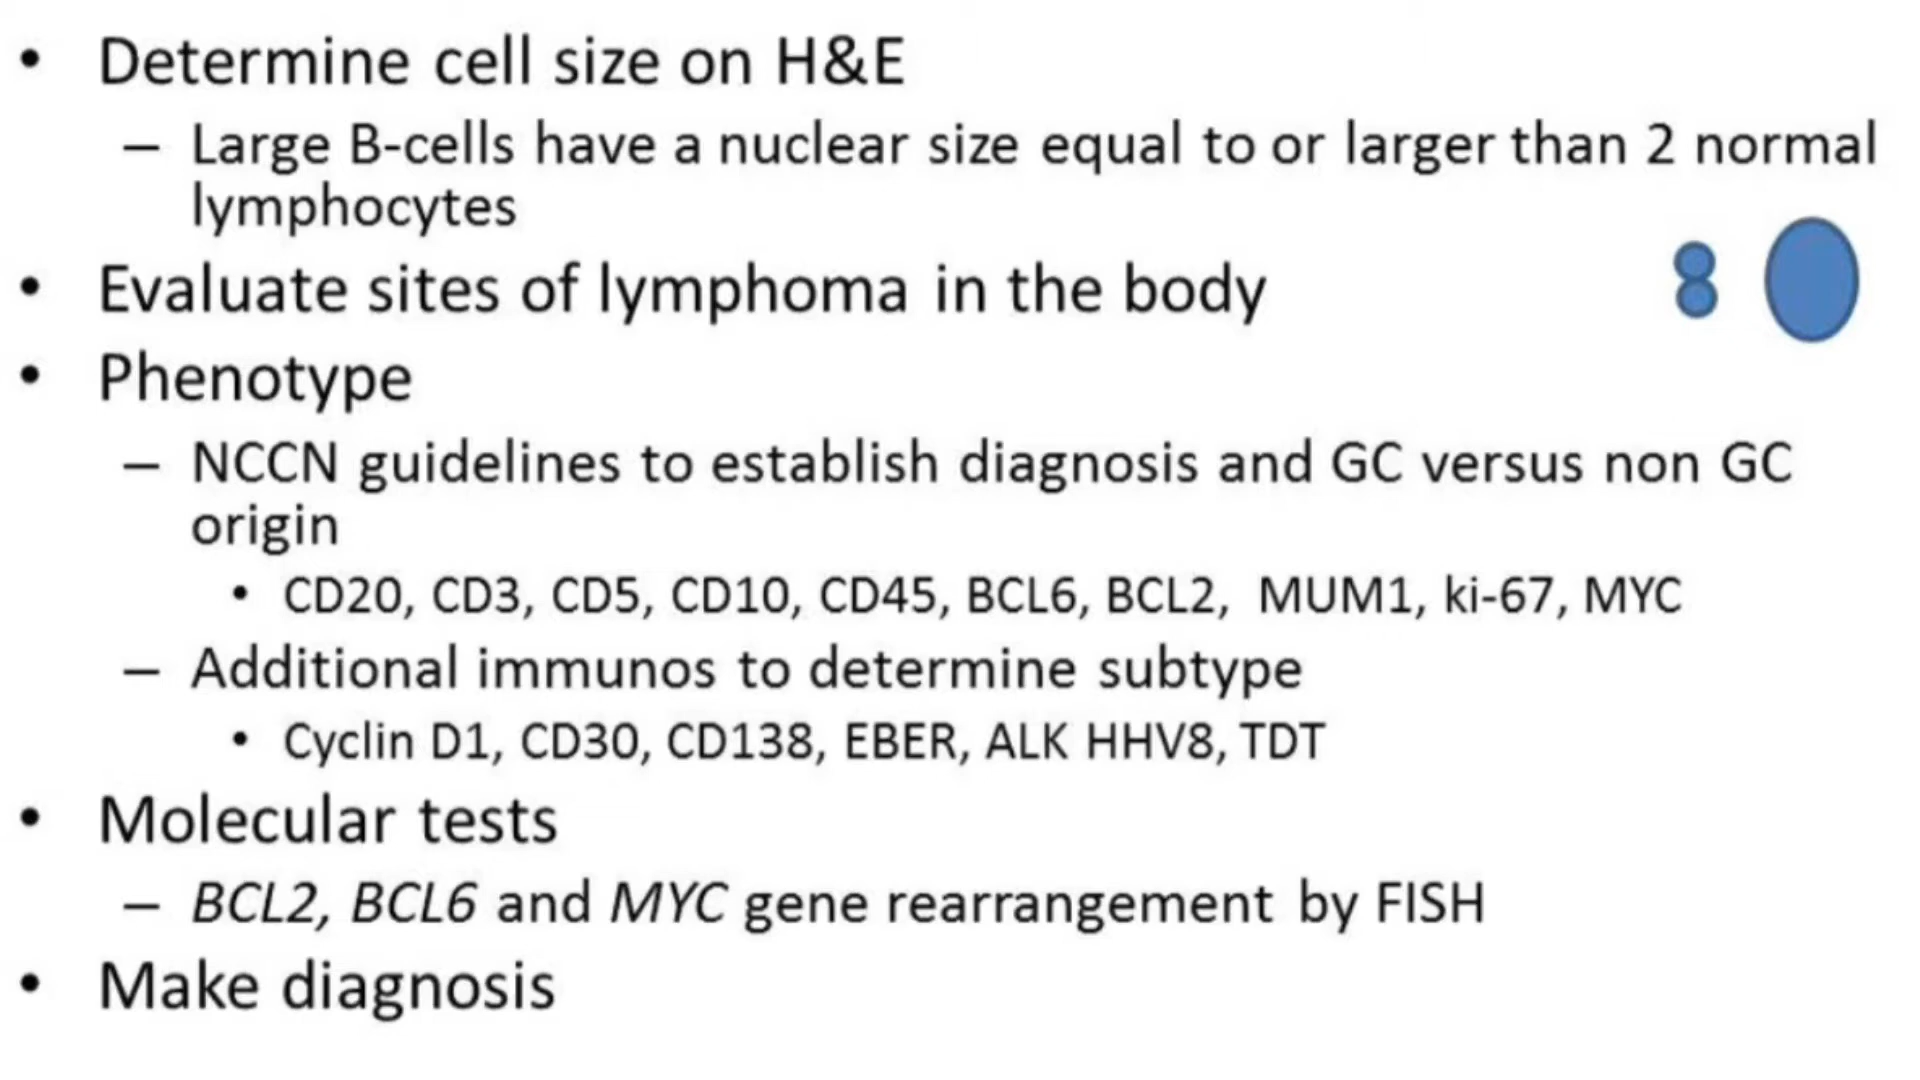 • Determine cell size on H&E
– Large B-cells have a nuclear size equal to or larger than 2 normal
lymphocytes
• Evaluate sites of lymphoma in the body
• Phenotype
– NCCN guidelines to establish diagnosis and GC versus non GC
origin
• CD20, CD3, CD5, CD10, CD45, BCL6, BCL2, MUM1, ki-67, MYC
– Additional immunos to determine subtype
• Cyclin D1, CD30, CD138, EBER, ALK HHV8, TDT
• Molecular tests
– BCL2, BCL6 and MYC gene rearrangement by FISH
• Make diagnosis